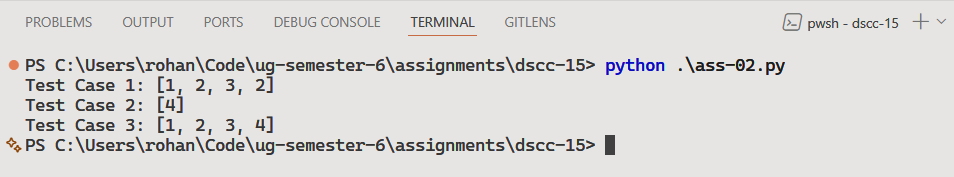 PROBLEMS OUTPUT PORTS DEBUG CONSOLE TERMINAL GITLENS pwsh - dscc-15
PS C:\Users\rohan\Code\ug-semester-6\assignments\dscc-15> python .\ass-02.py
Test Case 1: [1, 2, 3, 2]
Test Case 2: [4]
Test Case 3: [1, 2, 3, 4]
PS C:\Users\rohan\Code\ug-semester-6\assignments\dscc-15>